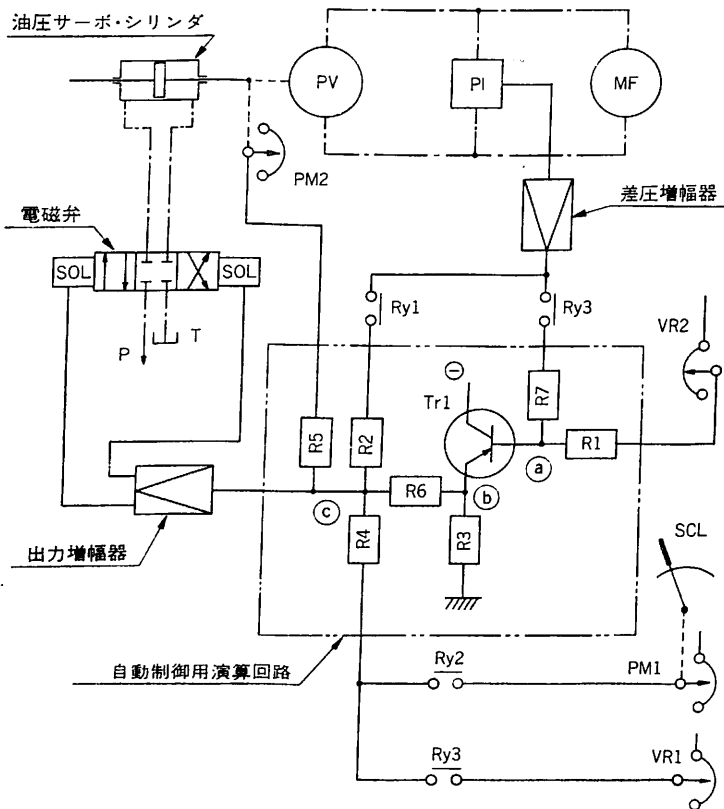 油圧サーボ・シリンダ
PV
PI
MF
PM2
差圧増幅器
電磁弁
SOL
SOL
Ry1
Ry3
VR2
P
T
⊖
Tr1
R7
R5
R2
R1
ⓐ
R6
ⓒ
ⓑ
R4
R3
SCL
出力増幅器
自動制御用演算回路
Ry2
PM1
Ry3
VR1